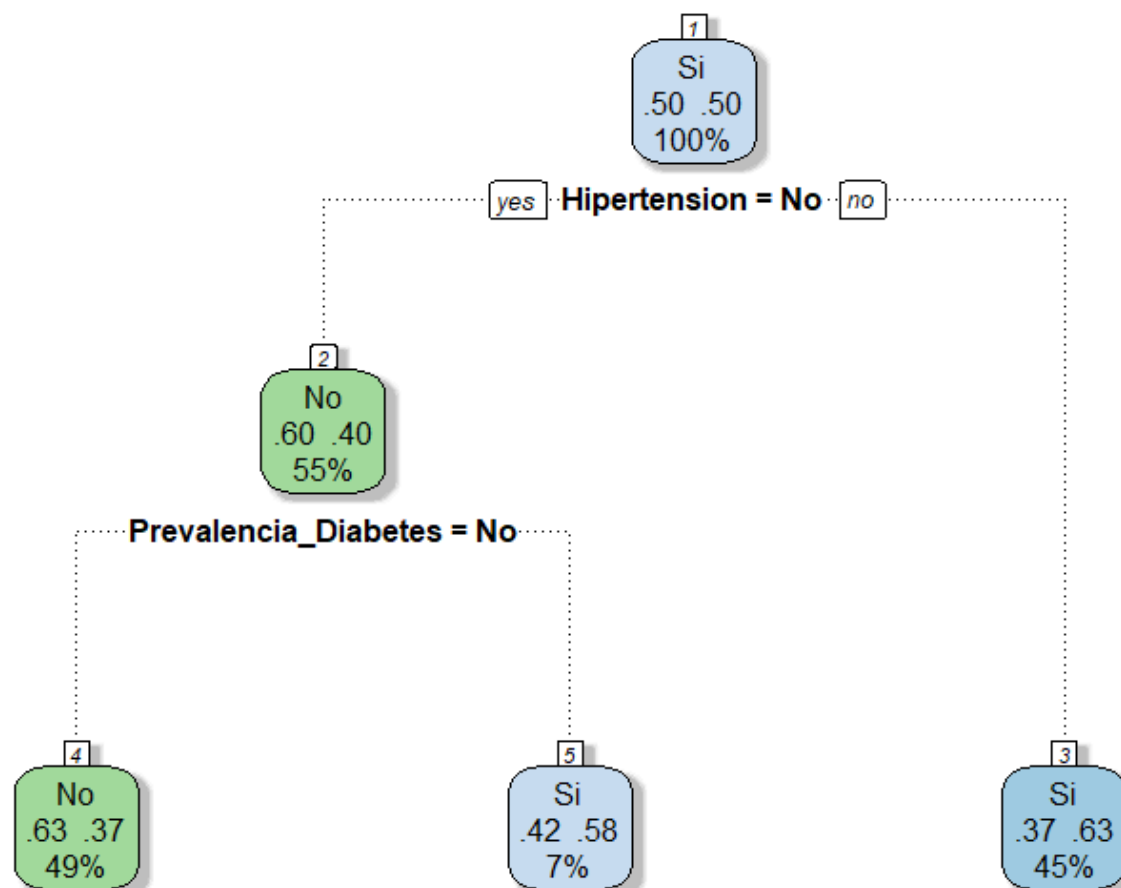 1
Si
.50 .50
100%
yes Hipertension = No no
2
No
.60 .40
55%
Prevalencia_Diabetes = No
4
No
.63 .37
49%
5
Si
.42 .58
7%
3
Si
.37 .63
45%